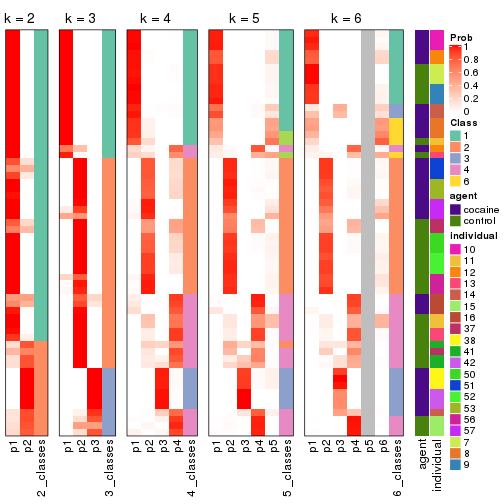 k = 2
k = 3
k = 4
k = 5
k = 6
p1
p2
2_classes
p1
p2
p3
3_classes
p1
p2
p3
p4
4_classes
p1
p2
p3
p4
p5
5_classes
p1
p2
p3
p4
p5
p6
6_classes
agent
individual
Prob
1
0.8
0.6
0.4
0.2
0
Class
1
2
3
4
6
agent
cocaine
control
individual
10
11
12
13
14
15
16
37
38
41
42
50
51
52
53
56
57
7
8
9